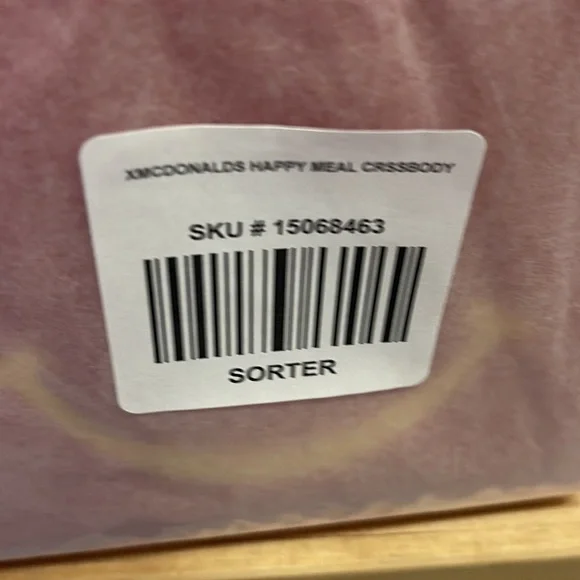 XMCDONALDS HAPPY MEAL CRSSBODY
SKU # 15068463
SORTER